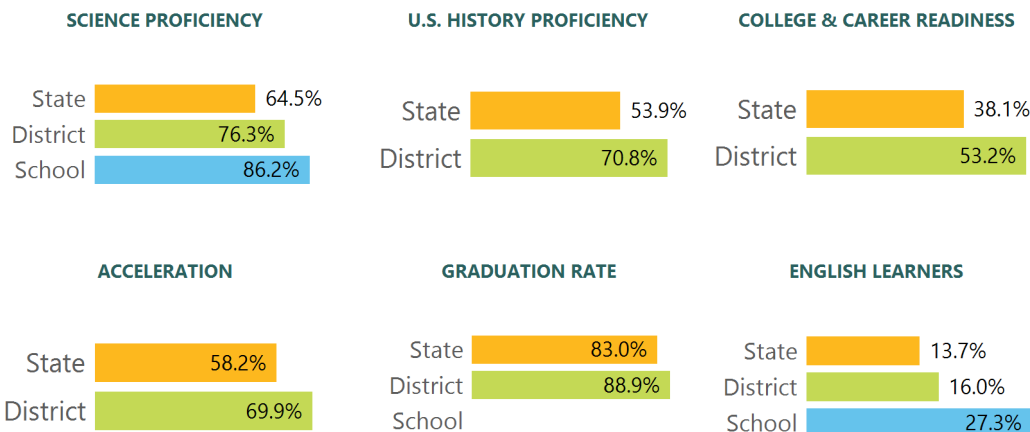 SCIENCE PROFICIENCY
State 64.5%
District 76.3%
School 86.2%
U.S. HISTORY PROFICIENCY
State 53.9%
District 70.8%
COLLEGE & CAREER READINESS
State 38.1%
District 53.2%
ACCELERATION
State 58.2%
District 69.9%
GRADUATION RATE
State 83.0%
District 88.9%
School
ENGLISH LEARNERS
State 13.7%
District 16.0%
School 27.3%